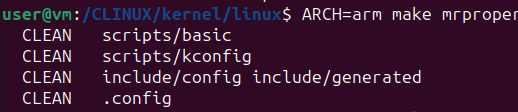 user@vm:/CLINUX/kernel/linux$ ARCH=arm make mrproper
CLEAN scripts/basic
CLEAN scripts/kconfig
CLEAN include/config include/generated
CLEAN .config